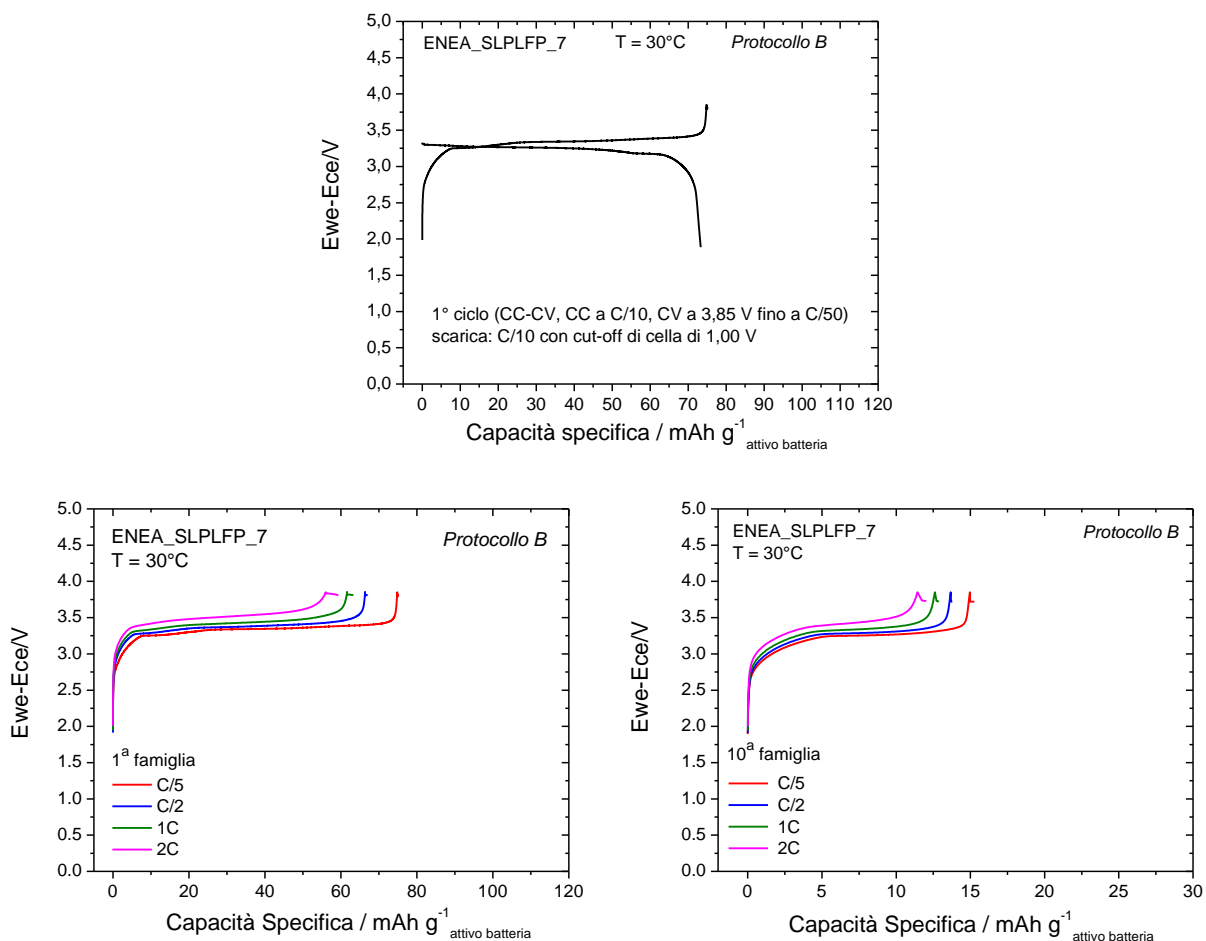 5,0
4,5
4,0
3,5
3,0
2,5
2,0
1,5
1,0
0,5
0,0
Ewe-Ece/V
ENEA_SLPLFP_7 T = 30°C Protocollo B
1° ciclo (CC-CV, CC a C/10, CV a 3,85 V fino a C/50)
scarica: C/10 con cut-off di cella di 1,00 V
0 10 20 30 40 50 60 70 80 90 100 110 120
Capacità specifica / mAh g-1 attivo batteria
5.0
4.5
4.0
3.5
3.0
2.5
2.0
1.5
1.0
0.5
0.0
Ewe-Ece/V
ENEA_SLPLFP_7 Protocollo B
T = 30°C
1a famiglia
C/5
C/2
1C
2C
0 20 40 60 80 100 120
Capacità Specifica / mAh g-1 attivo batteria
5.0
4.5
4.0
3.5
3.0
2.5
2.0
1.5
1.0
0.5
0.0
Ewe-Ece/V
ENEA_SLPLFP_7 Protocollo B
T = 30°C
10a famiglia
C/5
C/2
1C
2C
0 5 10 15 20 25 30
Capacità Specifica / mAh g-1 attivo batteria